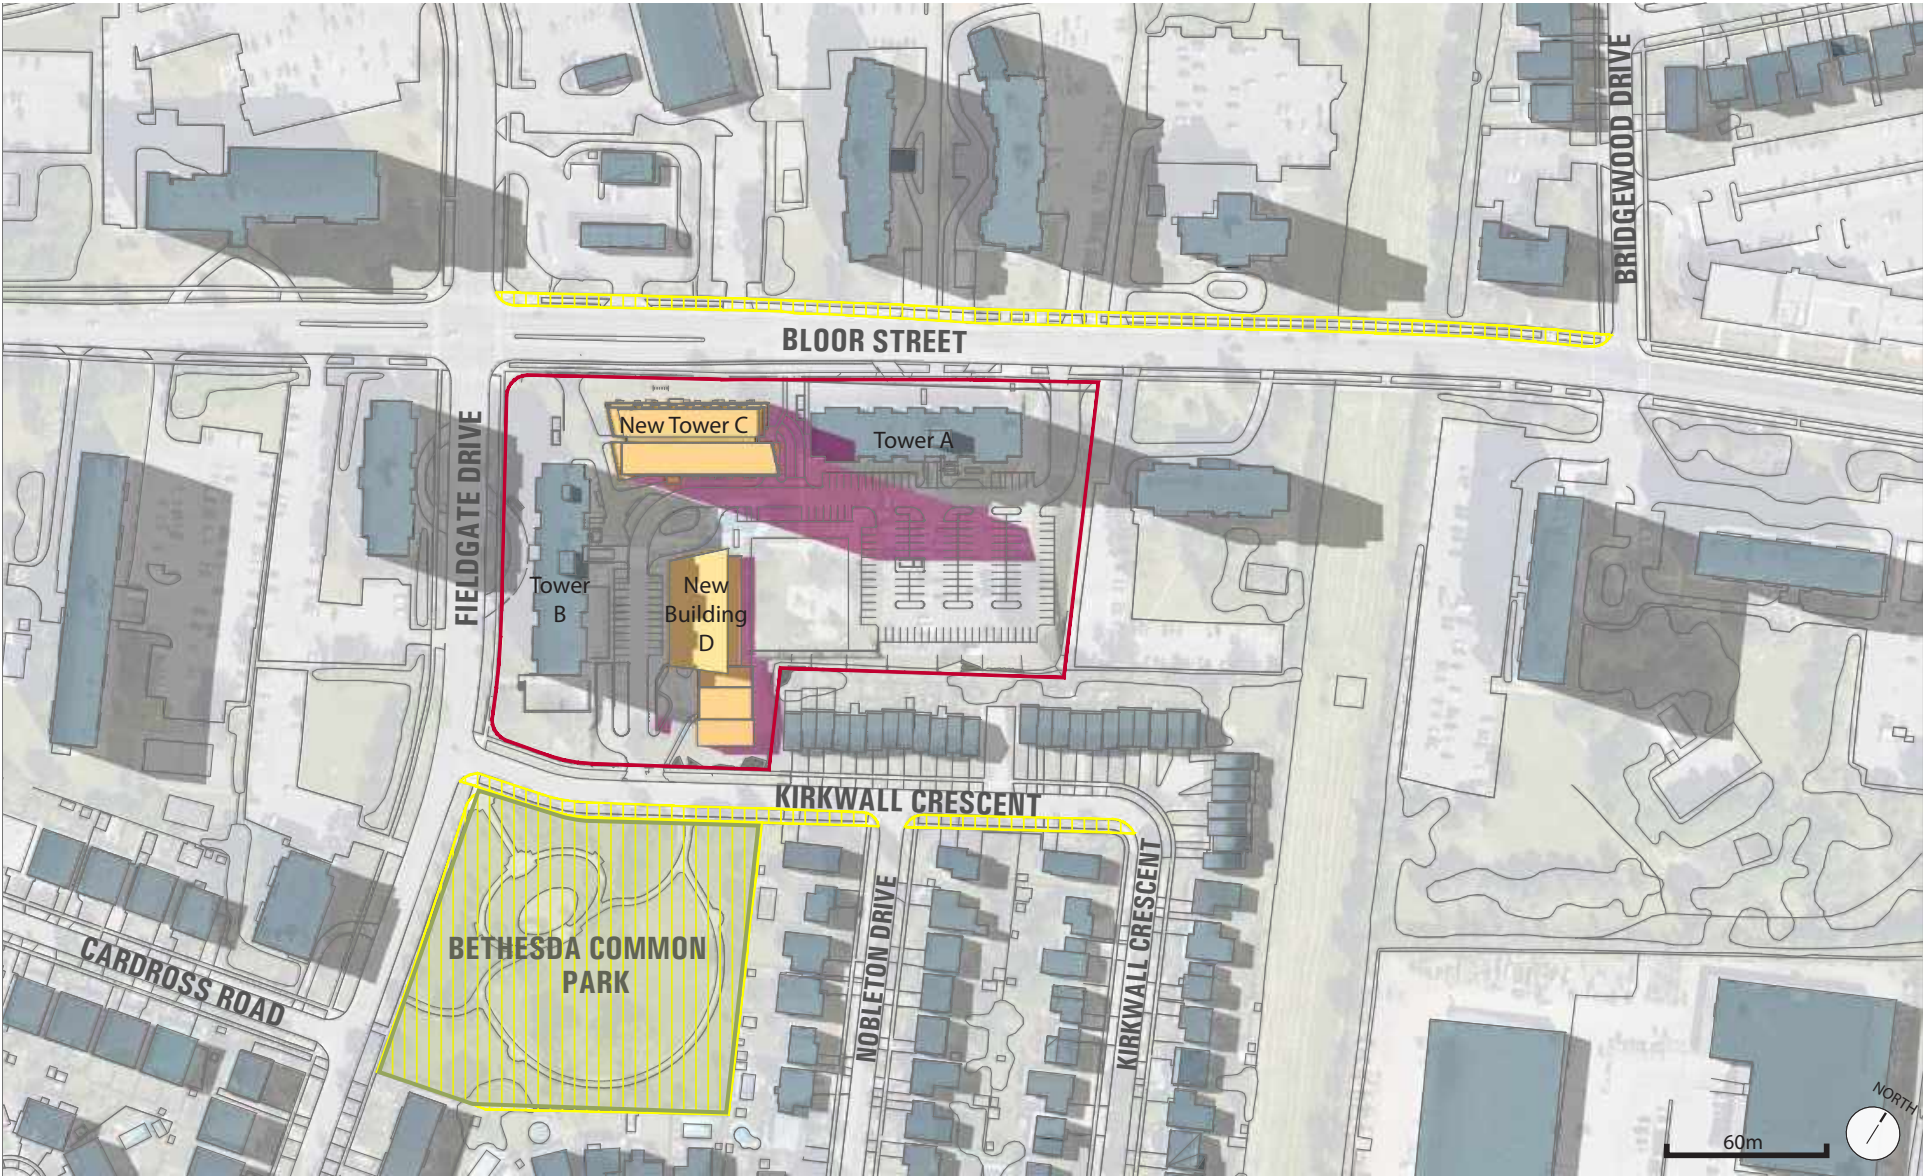 BRIDGEWOOD DRIVE
BLOOR STREET
FIELDGATE DRIVE
New Tower C
Tower A
Tower
B
New
Building
D
KIRKWALL CRESCENT
BETHESDA COMMON
PARK
NOBLETON DRIVE
KIRKWALL CRESCENT
CARDROSS ROAD
NORTH
60m